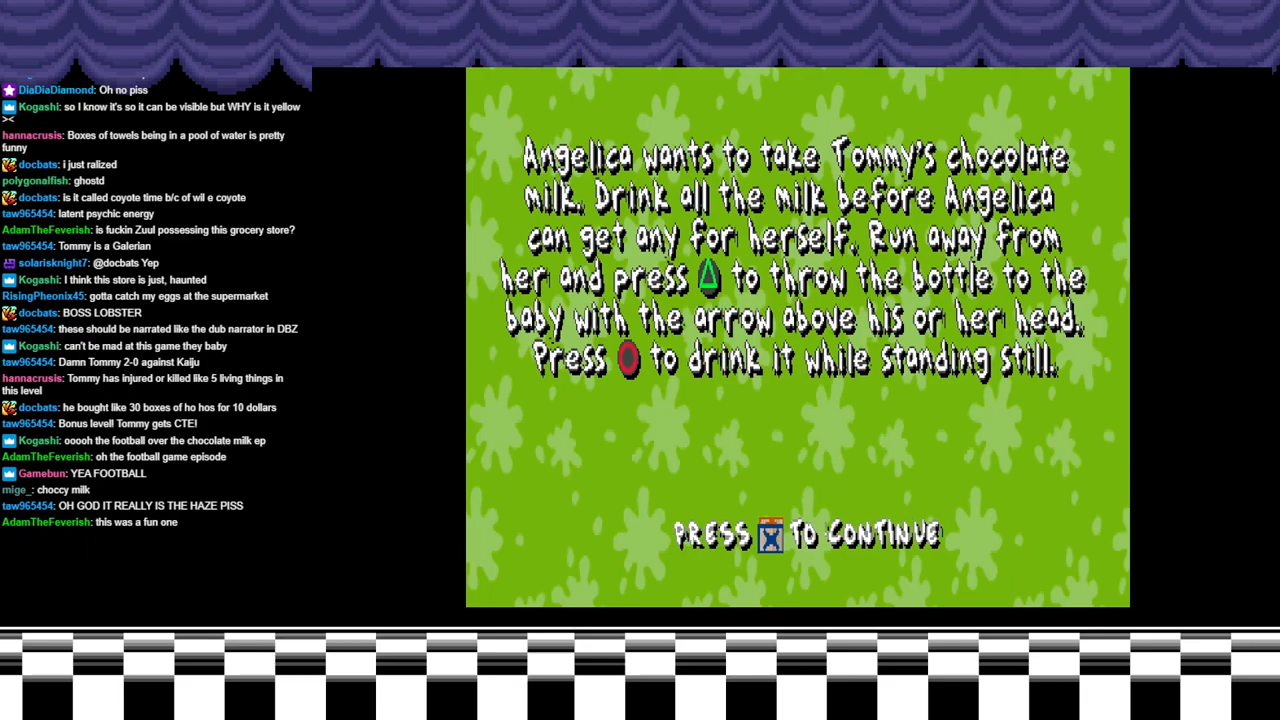 DiaDiaDiamond: Oh no piss
Kogashi: so I know it's so it can be visible but WHY is it yellow
><
hannacrusis: Boxes of towels being in a pool of water is pretty
funny
docbats: i just ralized
polygonalfish: ghostd
docbats: is it called coyote time b/c of wil e coyote
taw965454: latent psychic energy
AdamTheFeverish: is fuckin Zuul possessing this grocery store?
taw965454: Tommy is a Galerian
solarisknight7: @docbats Yep
Kogashi: I think this store is just, haunted
RisingPheonix45: gotta catch my eggs at the supermarket
docbats: BOSS LOBSTER
taw965454: these should be narrated like the dub narrator in DBZ
Kogashi: can't be mad at this game they baby
taw965454: Damn Tommy 2-0 against Kaiju
hannacrusis: Tommy has injured or killed like 5 living things in
this level
docbats: he bought like 30 boxes of ho hos for 10 dollars
taw965454: Bonus level! Tommy gets CTE!
Kogashi: ooooh the football over the chocolate milk ep
AdamTheFeverish: oh the football game episode
Gamebun: YEA FOOTBALL
mige_: choccy milk
taw965454: OH GOD IT REALLY IS THE HAZE PISS
AdamTheFeverish: this was a fun one
Angelica wants to take Tommy's chocolate
milk. Drink all the milk before Angelica
can get any for herself. Run away from
her and press to throw the bottle to the
baby with the arrow above his or her head.
Press to drink it while standing still.
PRESS X TO CONTINUE